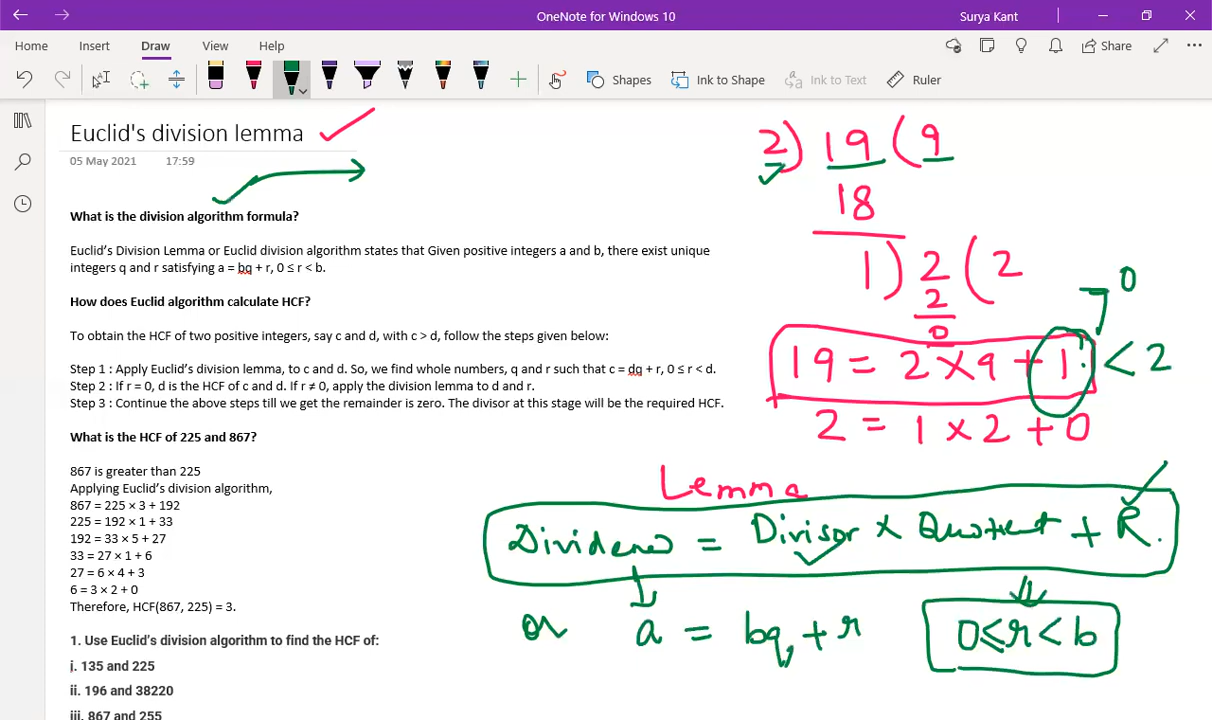 OneNote for Windows 10
Surya Kant
Home Insert Draw View Help
Share
Shapes Ink to Shape Ink to Text Ruler
Euclid's division lemma
05 May 2021 17:59
What is the division algorithm formula?
Euclid's Division Lemma or Euclid division algorithm states that Given positive integers a and b, there exist unique
integers q and r satisfying a = bq + r, 0 ≤ r < b.
How does Euclid algorithm calculate HCF?
To obtain the HCF of two positive integers, say c and d, with c > d, follow the steps given below:
Step 1 : Apply Euclid's division lemma, to c and d. So, we find whole numbers, q and r such that c = dq + r, 0 ≤ r < d.
Step 2 : If r = 0, d is the HCF of c and d. If r ≠ 0, apply the division lemma to d and r.
Step 3 : Continue the above steps till we get the remainder is zero. The divisor at this stage will be the required HCF.
What is the HCF of 225 and 867?
867 is greater than 225
Applying Euclid's division algorithm,
867 = 225 × 3 + 192
225 = 192 × 1 + 33
192 = 33 × 5 + 27
33 = 27 × 1 + 6
27 = 6 × 4 + 3
6 = 3 × 2 + 0
Therefore, HCF(867, 225) = 3.
1. Use Euclid's division algorithm to find the HCF of:
i. 135 and 225
ii. 196 and 38220
iii. 867 and 255
2) 19 (9
18
1) 2 (2
2
0
0
19 = 2 × 9 + 1 < 2
2 = 1 × 2 + 0
Lemma
Dividend = Divisor × Quotient + R.
or a = bq + r
0 ≤ r < b